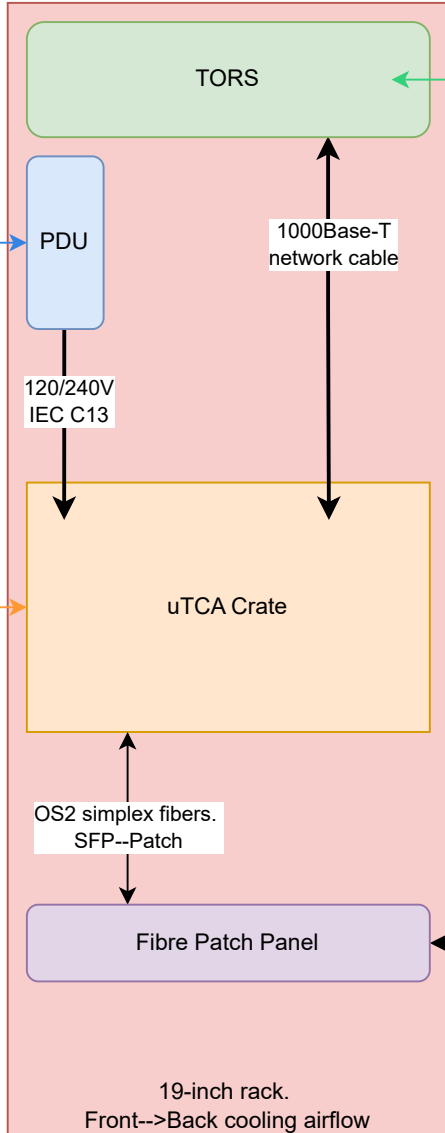 TORS
PDU
1000Base-T
network cable
120/240V
IEC C13
uTCA Crate
OS2 simplex fibers.
SFP--Patch
Fibre Patch Panel
19-inch rack.
Front-->Back cooling airflow